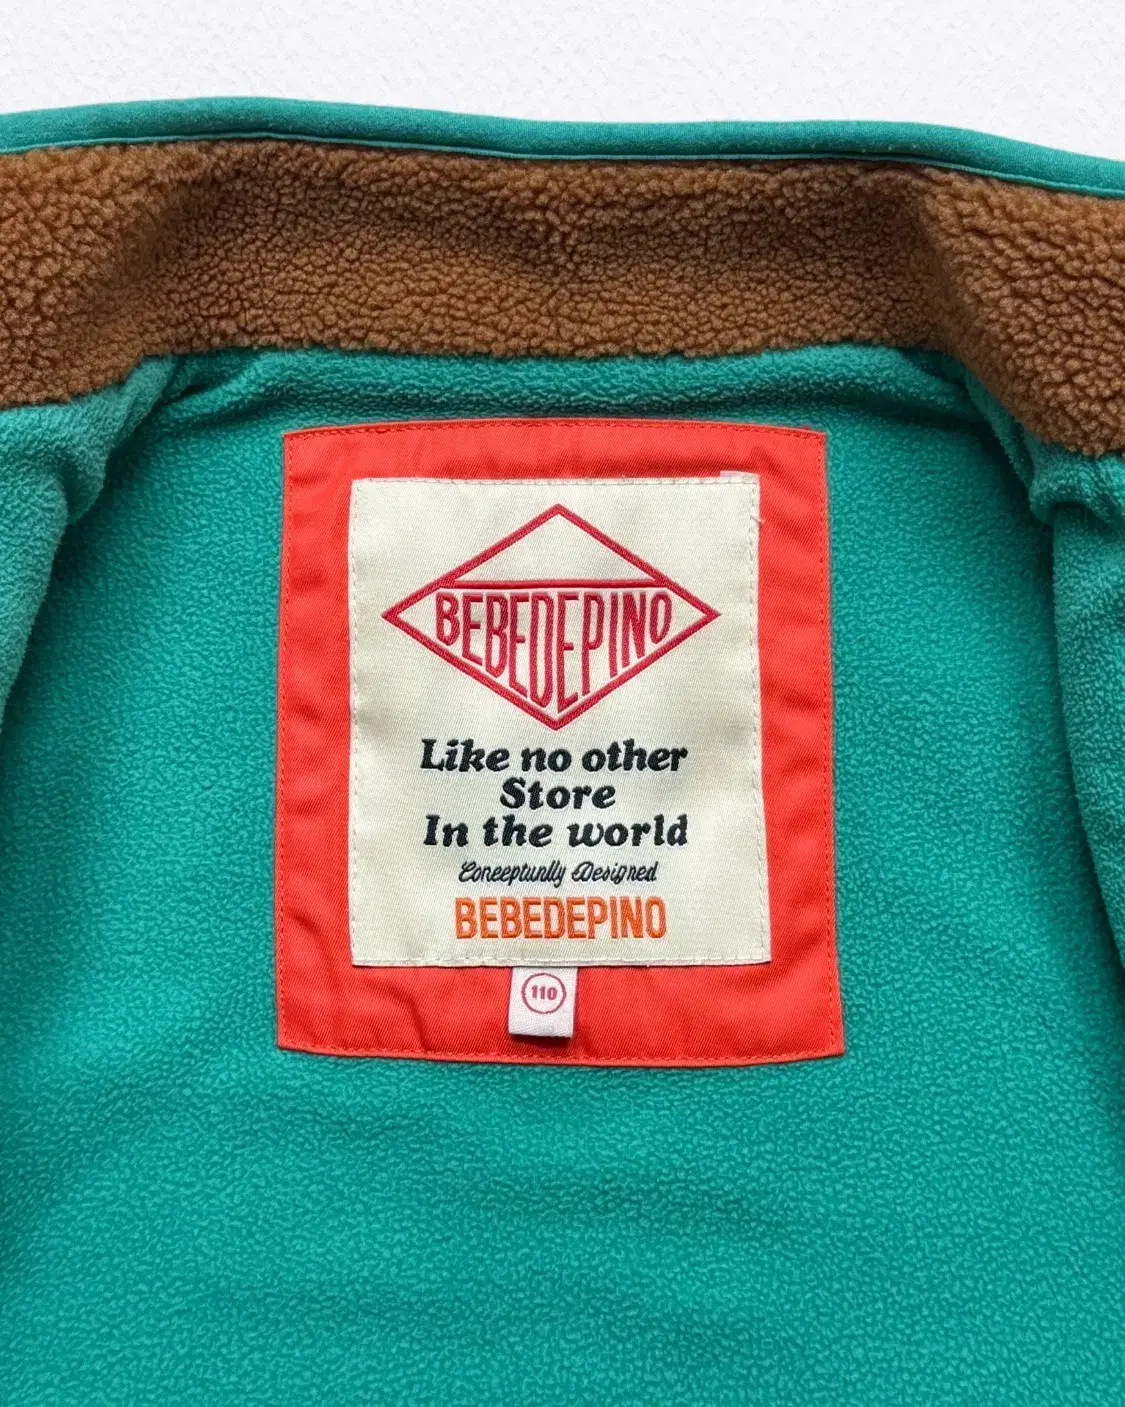 BEBEDEPINO
Like no other
Store
In the world
Conceptunlly Designed
BEBEDEPINO
110